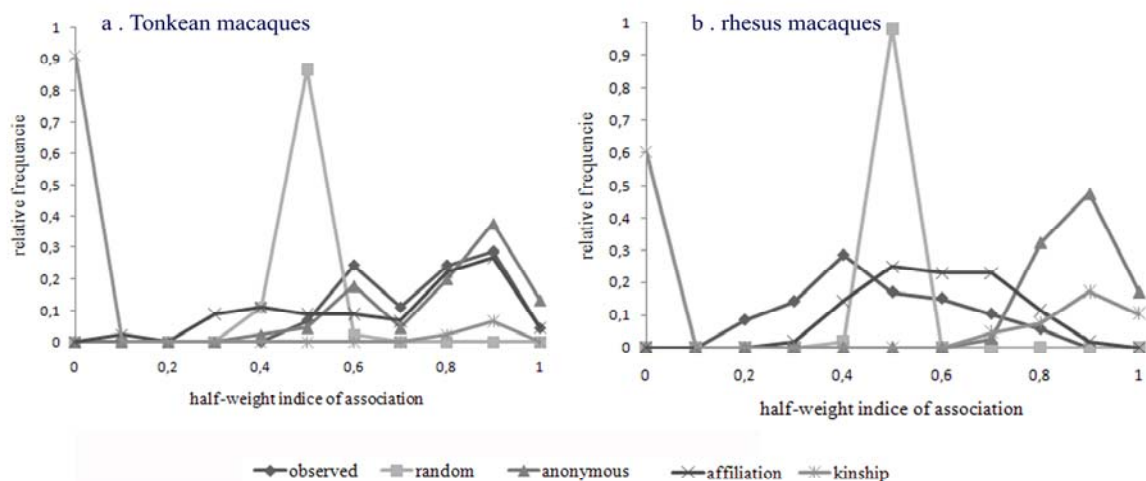 a . Tonkean macaques
1
0,9
0,8
0,7
0,6
0,5
0,4
0,3
0,2
0,1
0
relative frequencie
0 0,2 0,4 0,6 0,8 1
half-weight indice of association
b . rhesus macaques
1
0,9
0,8
0,7
0,6
0,5
0,4
0,3
0,2
0,1
0
relative frequencie
0 0,2 0,4 0,6 0,8 1
half-weight indice of association
observed random anonymous affiliation kinship